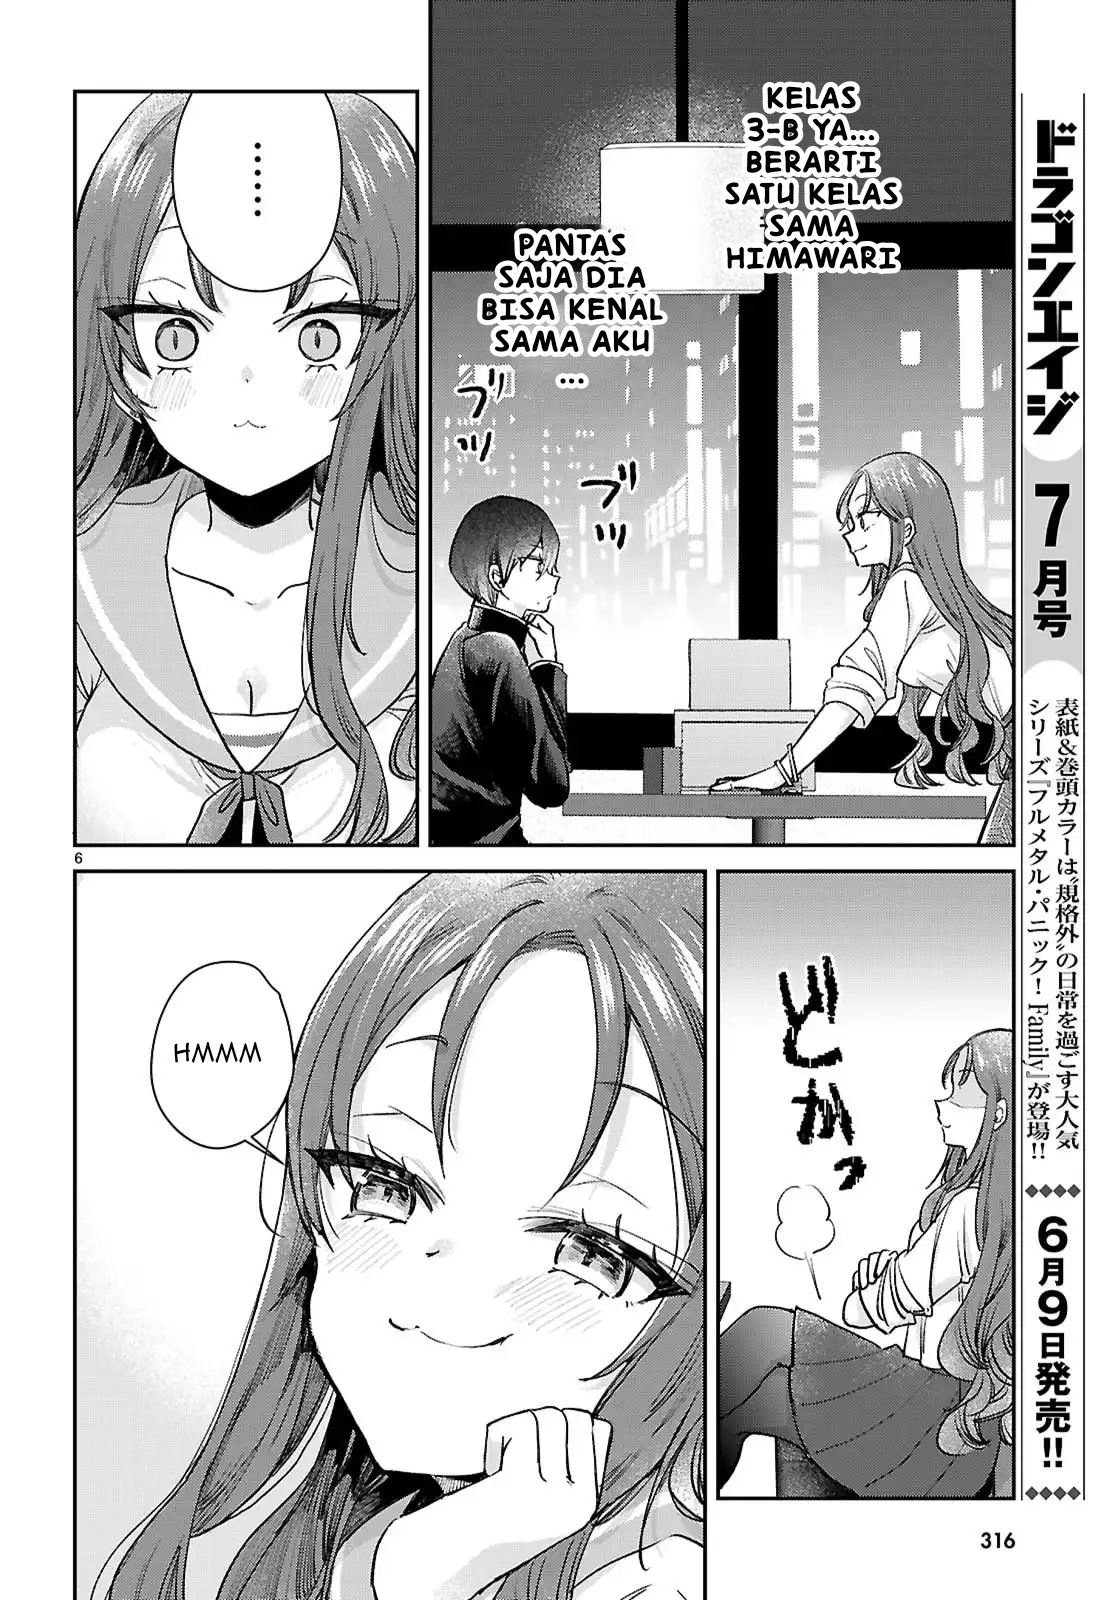 KELAS
3-B YA...
BERARTI
SATU KELAS
SAMA
HIMAWARI
PANTAS
SAJA DIA
BISA KENAL
SAMA AKU
...
ブツ
ブツ
......
6
どかっ
HMMM
ドラゴンエイジ
7月号
表紙&巻頭カラーは“規格外”の日常を過ごす大人気
シリーズ『フルメタル・パニック! Family』が登場!!
◆◆◆◆
6月9日発売!!
◆◆◆◆
316